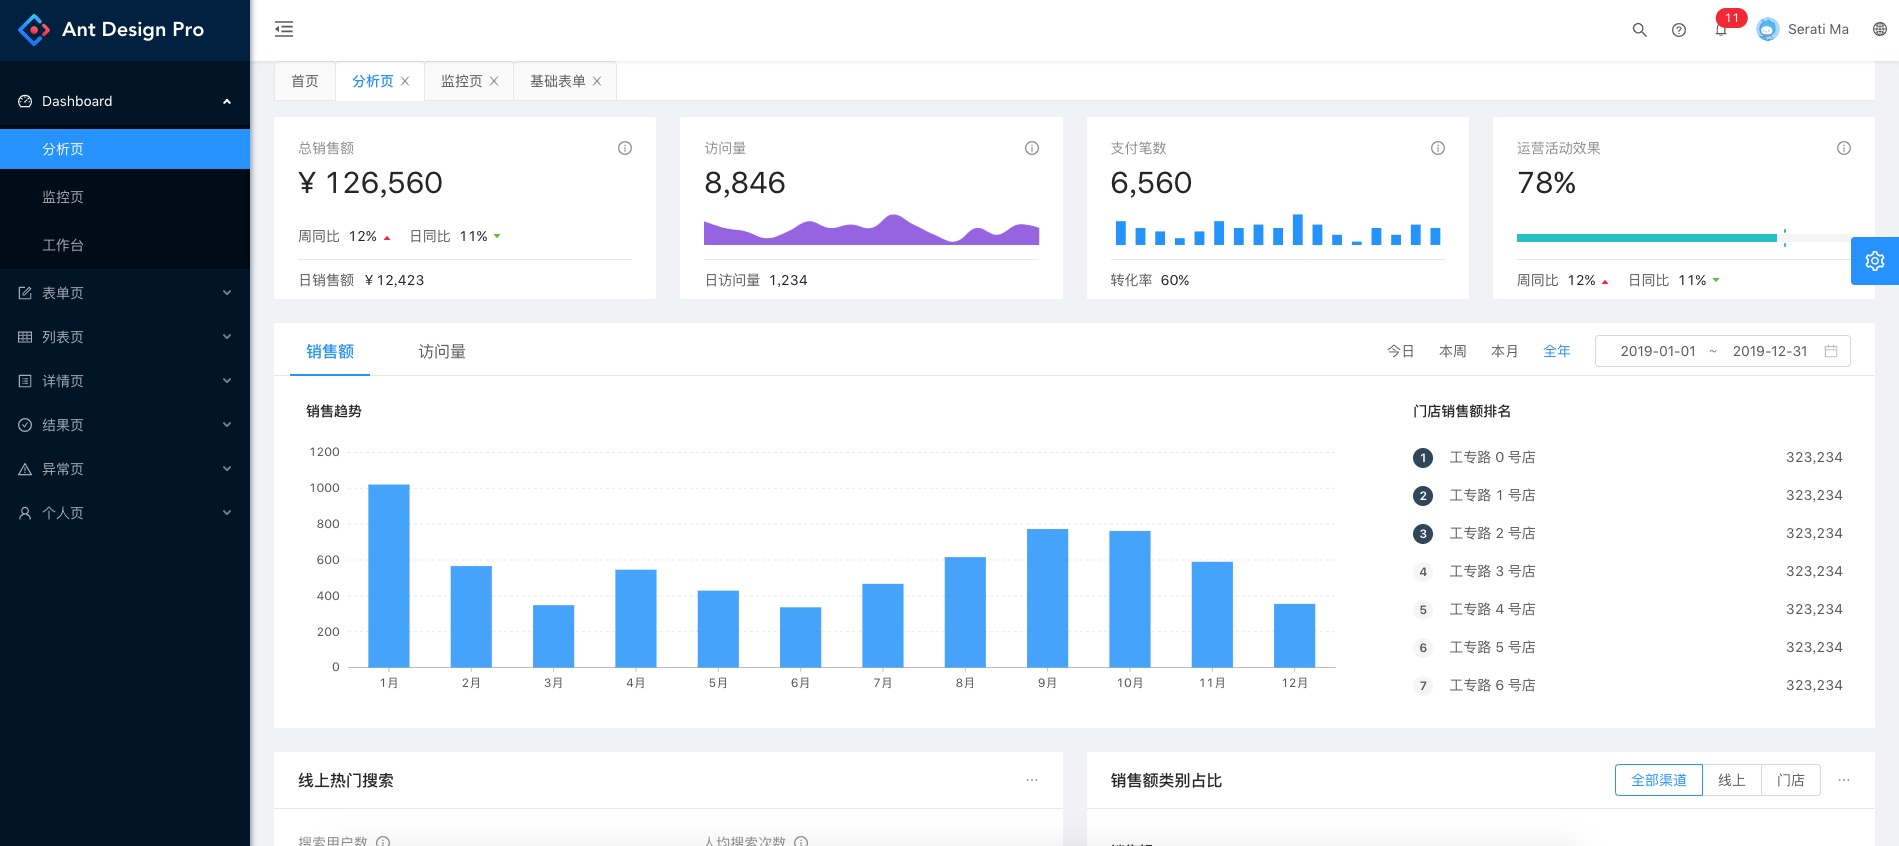 Ant Design Pro
11
Serati Ma
Dashboard
分析页
监控页
工作台
表单页
列表页
详情页
结果页
异常页
个人页
首页 分析页 监控页 基础表单
总销售额
¥ 126,560
周同比 12% 日同比 11%
日销售额 ¥ 12,423
访问量
8,846
日访问量 1,234
支付笔数
6,560
转化率 60%
运营活动效果
78%
周同比 12% 日同比 11%
销售额 访问量
今日 本周 本月 全年 2019-01-01 ~ 2019-12-31
销售趋势
1200
1000
800
600
400
200
0
1月 2月 3月 4月 5月 6月 7月 8月 9月 10月 11月 12月
门店销售额排名
1 工专路 0 号店 323,234
2 工专路 1 号店 323,234
3 工专路 2 号店 323,234
4 工专路 3 号店 323,234
5 工专路 4 号店 323,234
6 工专路 5 号店 323,234
7 工专路 6 号店 323,234
线上热门搜索
搜索用户数 人均搜索次数
销售额类别占比
全部渠道 线上 门店